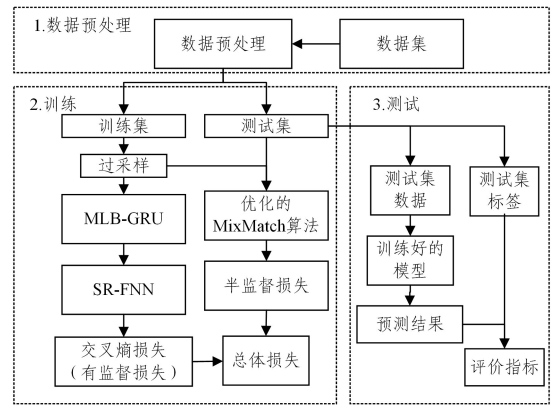 1.数据预处理
数据预处理
数据集
2.训练
训练集
测试集
过采样
MLB-GRU
优化的
MixMatch算法
SR-FNN
半监督损失
交叉熵损失
(有监督损失)
总体损失
3.测试
测试集
数据
测试集
标签
训练好的
模型
预测结果
评价指标